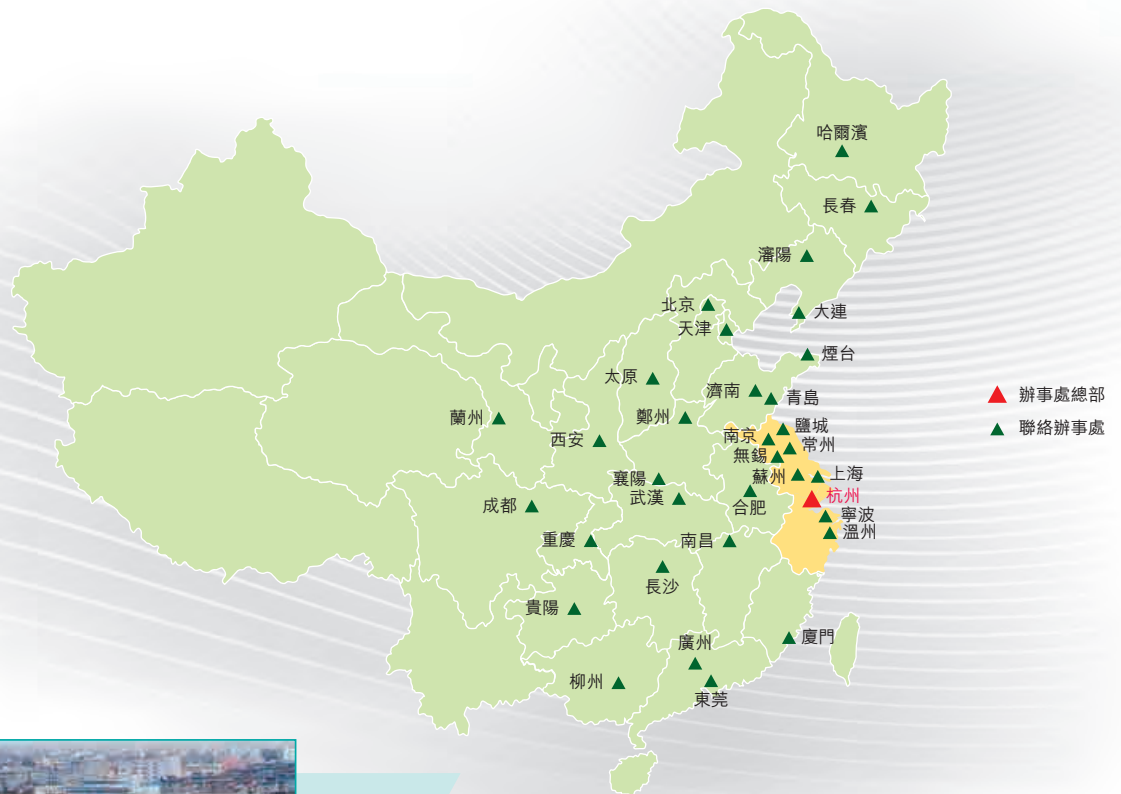 哈爾濱
長春
瀋陽
北京
大連
天津
煙台
太原
濟南
青島
辦事處總部
蘭州
鄭州
鹽城
聯絡辦事處
西安
南京
常州
無錫
襄陽
蘇州
上海
武漢
杭州
成都
合肥
寧波
溫州
重慶
南昌
長沙
貴陽
廈門
廣州
柳州
東莞